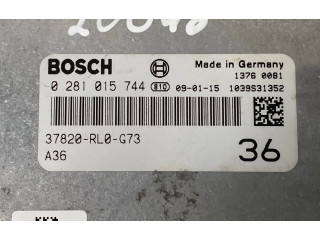 BOSCH
Made in Germany
1376 0081
0 281 015 744 810 09-01-15 1039S31352
37820-RL0-G73
A36
36